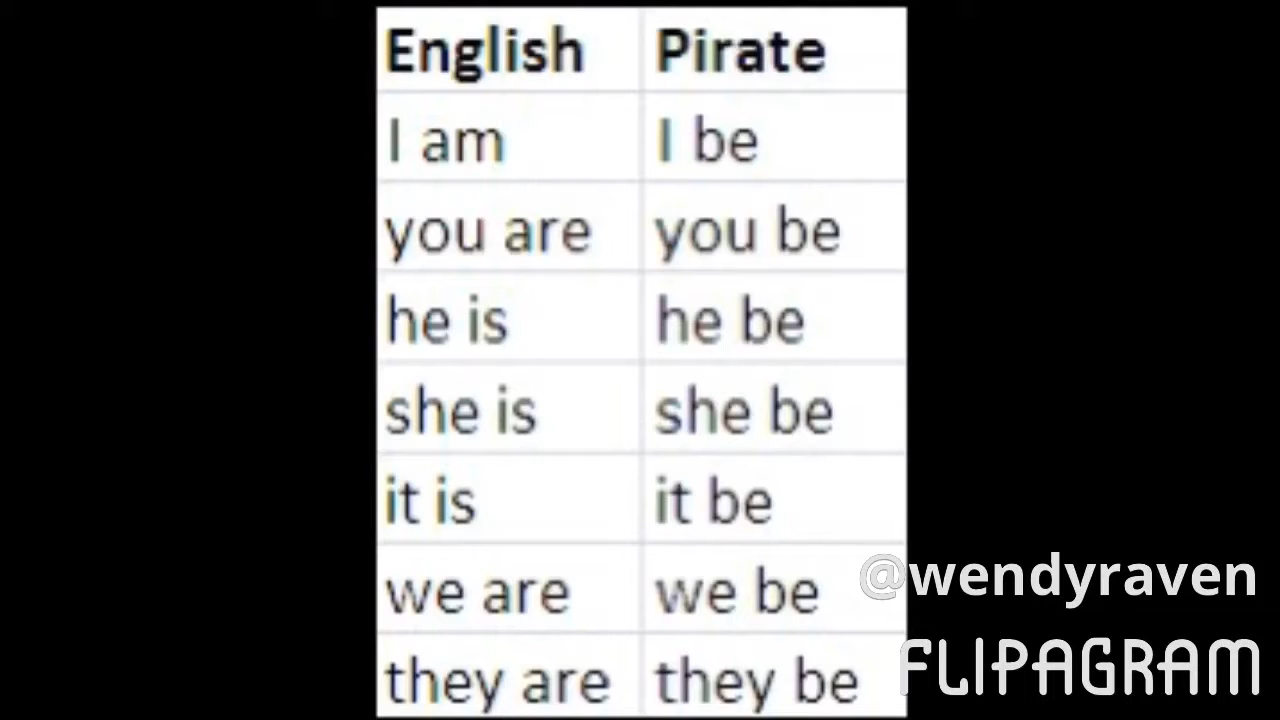 English Pirate
I am I be
you are you be
he is he be
she is she be
it is it be
we are we be
they are they be
@wendyraven
FLIPAGRAM